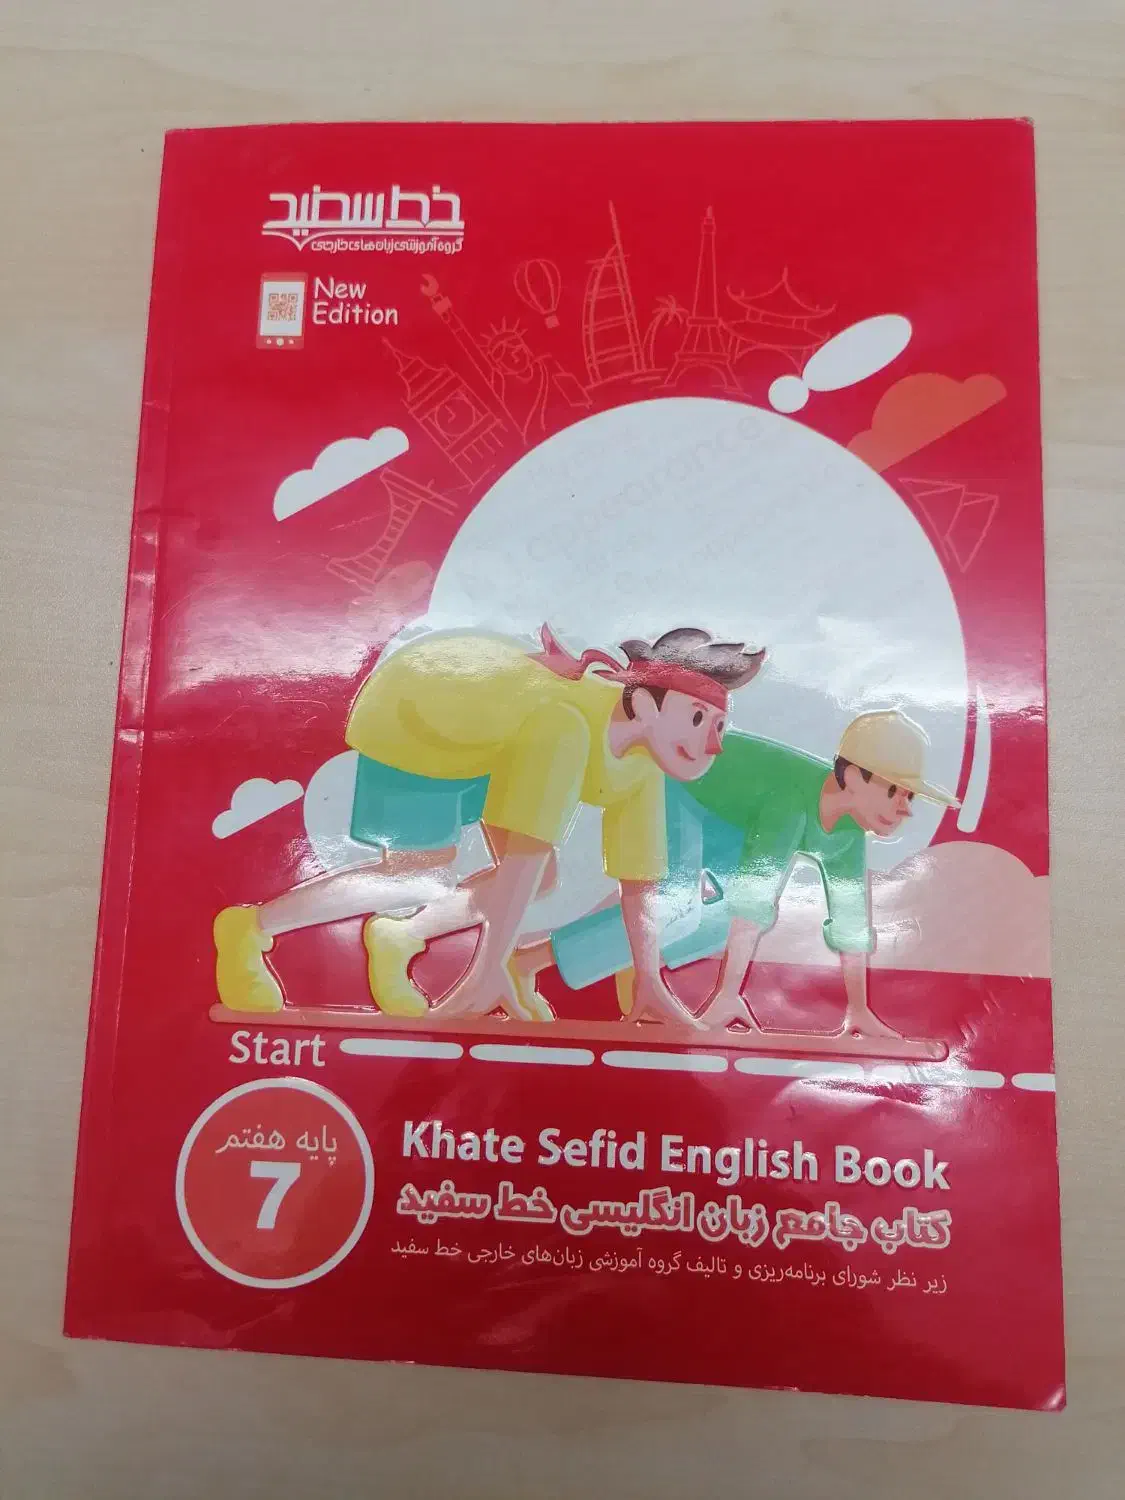 خط سفید
گروه آموزشی زبان‌های خارجی
New
Edition
appearance
Start
پایه هفتم
7
Khate Sefid English Book
کتاب جامع زبان انگلیسی خط سفید
زیر نظر شورای برنامه‌ریزی و تالیف گروه آموزشی زبان‌های خارجی خط سفید